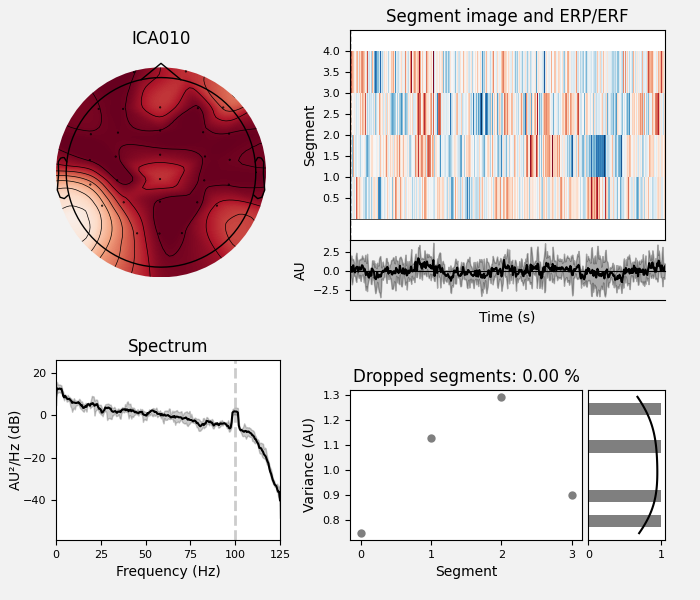 ICA010
Segment image and ERP/ERF
Segment
4.0
3.5
3.0
2.5
2.0
1.5
1.0
0.5
AU
2.5
0.0
−2.5
Time (s)
Spectrum
AU²/Hz (dB)
20
0
−20
−40
0 25 50 75 100 125
Frequency (Hz)
Dropped segments: 0.00 %
Variance (AU)
1.3
1.2
1.1
1.0
0.9
0.8
0 1 2 3
Segment
0 1